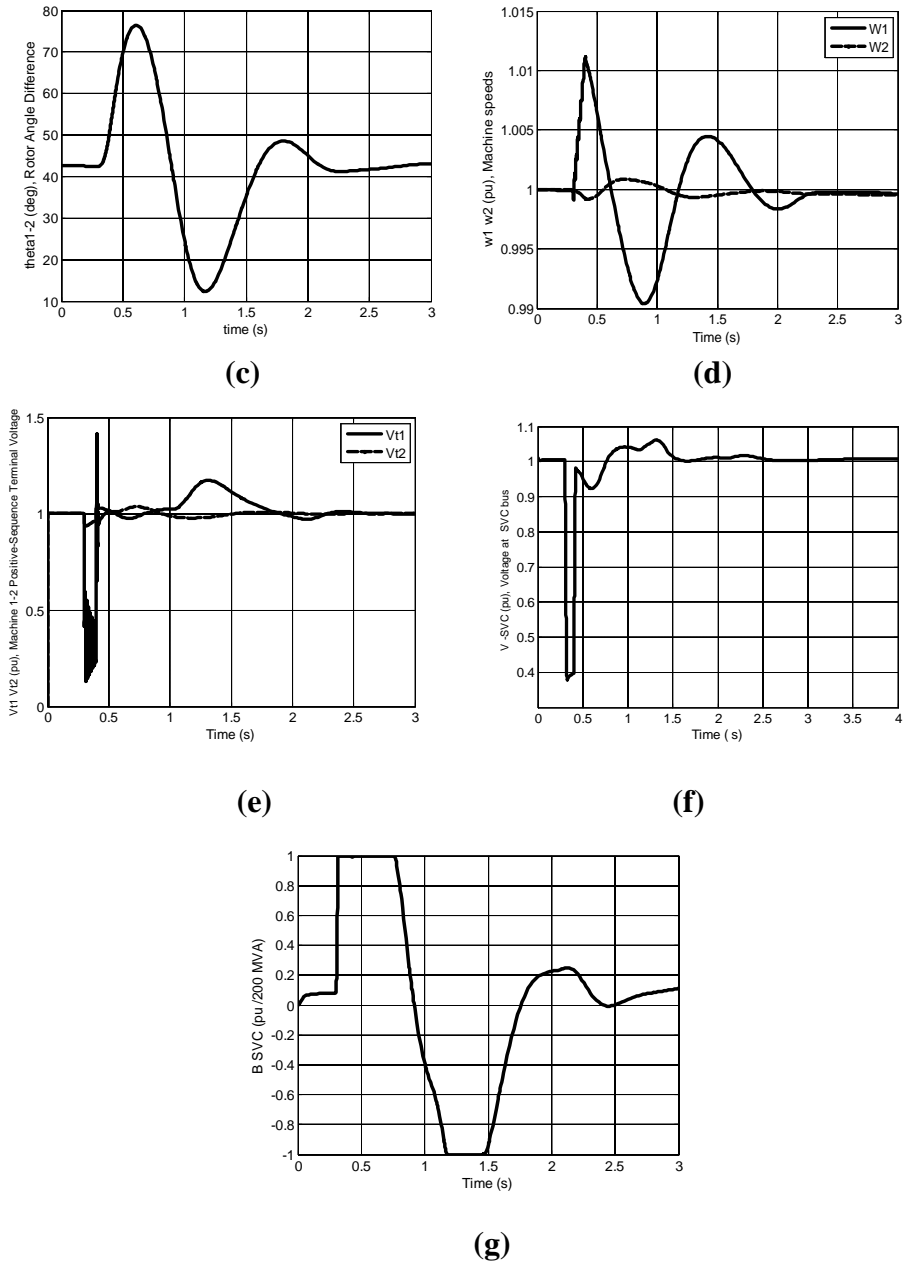 theta1-2 (deg), Rotor Angle Difference
80
70
60
50
40
30
20
10
0 0.5 1 1.5 2 2.5 3
time (s)
(c)
w1 w2 (pu), Machine speeds
1.015
1.01
1.005
1
0.995
0.99
0 0.5 1 1.5 2 2.5 3
Time (s)
W1
W2
(d)
Vt1 Vt2 (pu), Machine 1-2 Positive-Sequence Terminal Voltage
1.5
1
0.5
0
0 0.5 1 1.5 2 2.5 3
Time (s)
Vt1
Vt2
(e)
V -SVC (pu), Voltage at SVC bus
1.1
1
0.9
0.8
0.7
0.6
0.5
0.4
0 0.5 1 1.5 2 2.5 3 3.5 4
Time ( s)
(f)
B SVC (pu /200 MVA)
1
0.8
0.6
0.4
0.2
0
-0.2
-0.4
-0.6
-0.8
-1
0 0.5 1 1.5 2 2.5 3
Time (s)
(g)